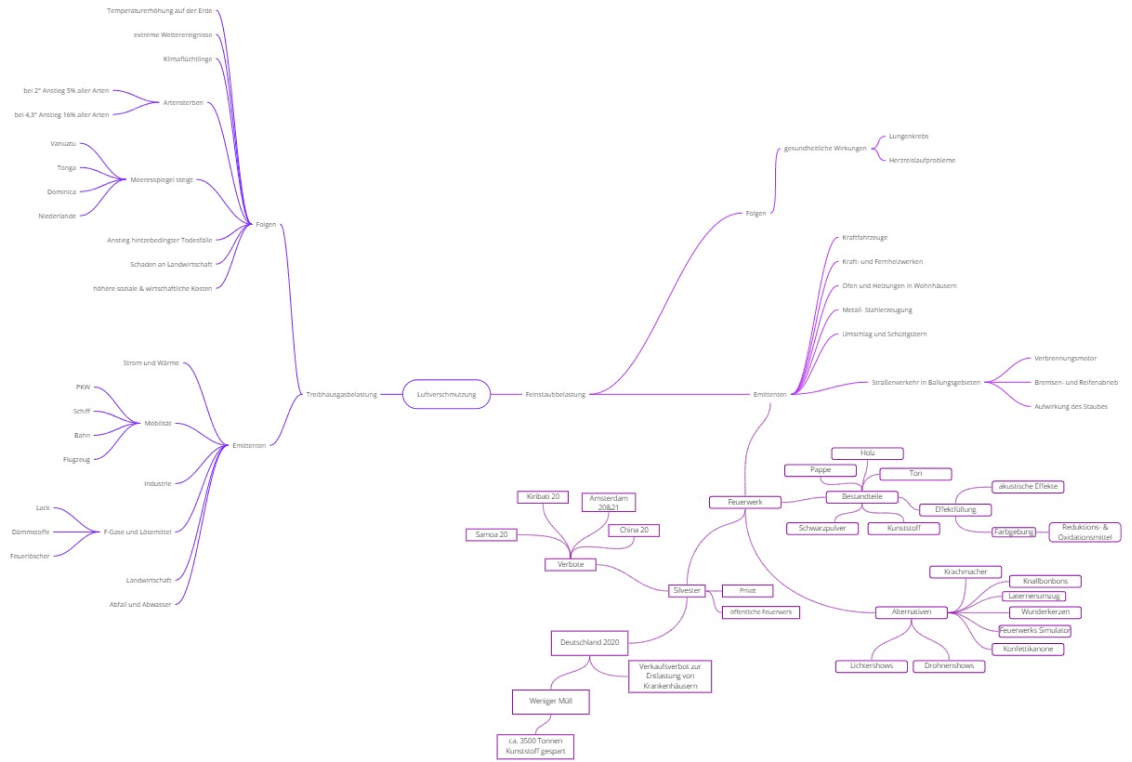 Temperaturerhöhung auf der Erde
extreme Wetterereignisse
Klimaflüchtlinge
bei 2° Anstieg 5% aller Arten
Artensterben
bei 4,3° Anstieg 16% aller Arten
Vanuatu
Tonga
Meeresspiegel steigt
Dominica
Niederlande
Folgen
Anstieg hintzebedingter Todesfälle
Schaden an Landwirtschaft
höhere soziale & wirtschaftliche Kosten
Strom und Wärme
PKW
Schiff
Mobilität
Bahn
Flugzeug
Emittenten
Industrie
Lack
Dämmstoffe
F-Gase und Lösemittel
Feuerlöscher
Landwirtschaft
Abfall und Abwasser
Treibhausgasbelastung
Luftverschmutzung
Feinstaubbelastung
Folgen
gesundheitliche Wirkungen
Lungenkrebs
Herzreislaufprobleme
Emittenten
Kraftfahrzeuge
Kraft- und Fernheizwerken
Öfen und Heizungen in Wohnhäusern
Metall- Stahlerzeugung
Umschlag und Schüttgütern
Straßenverkehr in Ballungsgebieten
Verbrennungsmotor
Bremsen- und Reifenabrieb
Aufwirkung des Staubes
Feuerwerk
Bestandteile
Holz
Pappe
Ton
Schwarzpulver
Kunststoff
Effektfüllung
akustische Effekte
Farbgebung
Reduktions- &
Oxidationsmittel
Kiribati 20
Amsterdam
20&21
Samoa 20
China 20
Verbote
Silvester
Privat
öffentliche Feuerwerk
Deutschland 2020
Verkaufsverbot zur
Entlastung von
Krankenhäusern
Weniger Müll
ca. 3500 Tonnen
Kunststoff gespart
Alternativen
Krachmacher
Knallbonbons
Laternenumzug
Wunderkerzen
Feuerwerks Simulator
Konfettikanone
Lichtershows
Drohnenshows